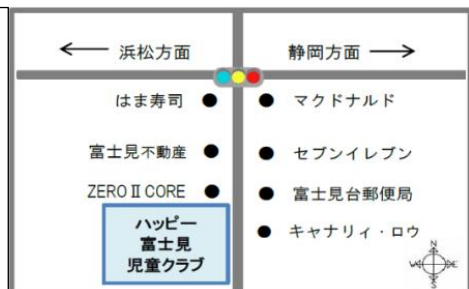 ← 浜松方面
静岡方面 →
はま寿司 ●
● マクドナルド
富士見不動産 ●
● セブンイレブン
ZERO Ⅱ CORE ●
● 富士見台郵便局
ハッピー
富士見
児童クラブ
● キャナリィ・ロウ
N
W
E
S